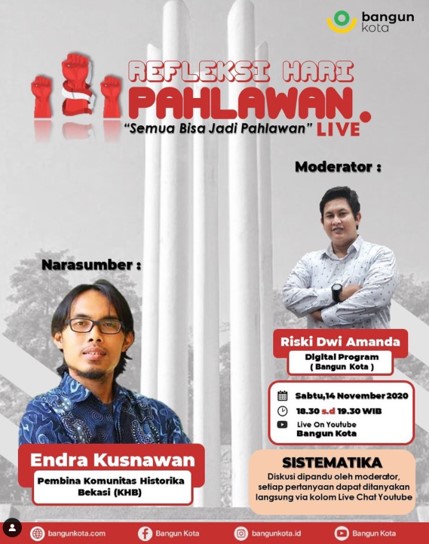 bangun
kota
REFLEKSI HARI
PAHLAWAN.
"Semua Bisa Jadi Pahlawan" LIVE
Moderator :
Riski Dwi Amanda
Digital Program
( Bangun Kota )
Narasumber :
Endra Kusnawan
Pembina Komunitas Historika
Bekasi (KHB)
Sabtu,14 November 2020
18.30 s.d 19.30 WIB
Live On Youtube
Bangun Kota
SISTEMATIKA
Diskusi dipandu oleh moderator,
setiap pertanyaan dapat ditanyakan
langsung via kolom Live Chat Youtube
bangunkota.com Bangun Kota bangunkota.id Bangun Kota